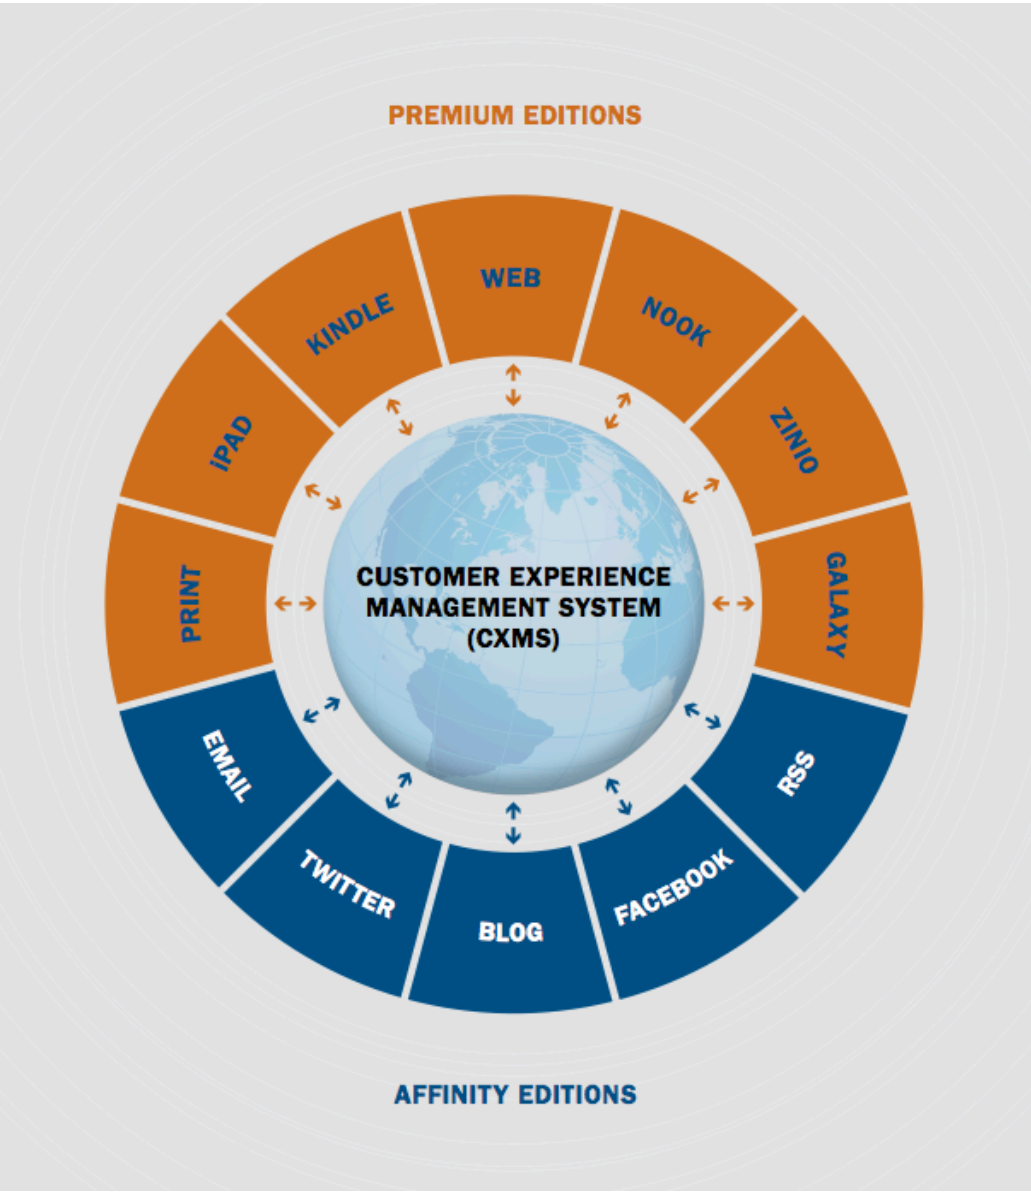 PREMIUM EDITIONS
WEB
NOOK
ZINIO
GALAXY
RSS
FACEBOOK
BLOG
TWITTER
EMAIL
PRINT
iPAD
KINDLE
CUSTOMER EXPERIENCE
MANAGEMENT SYSTEM
(CXMS)
AFFINITY EDITIONS